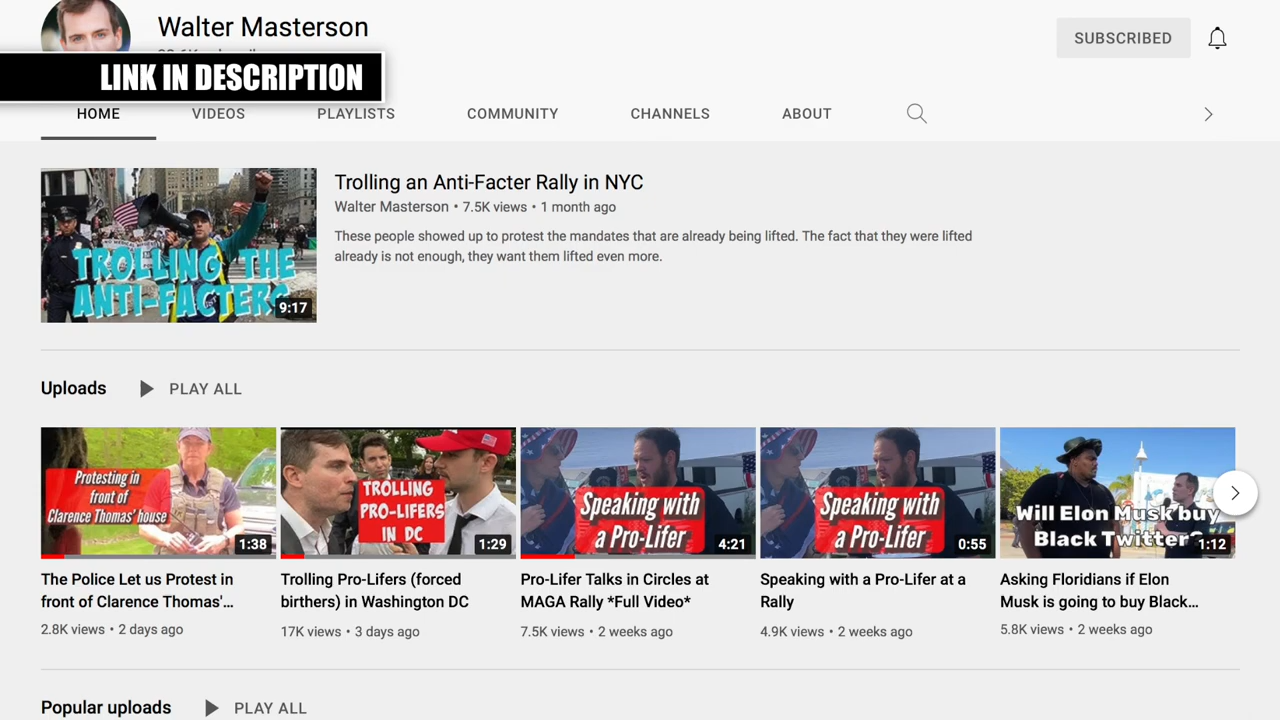 Walter Masterson
SUBSCRIBED
LINK IN DESCRIPTION
HOME
VIDEOS
PLAYLISTS
COMMUNITY
CHANNELS
ABOUT
TROLLING THE
ANTI-FACTERS
9:17
Trolling an Anti-Facter Rally in NYC
Walter Masterson • 7.5K views • 1 month ago
These people showed up to protest the mandates that are already being lifted. The fact that they were lifted
already is not enough, they want them lifted even more.
Uploads
PLAY ALL
Protesting in
front of
Clarence Thomas' house
1:38
The Police Let us Protest in
front of Clarence Thomas'...
2.8K views • 2 days ago
TROLLING
PRO-LIFERS
IN DC
1:29
Trolling Pro-Lifers (forced
birthers) in Washington DC
17K views • 3 days ago
Speaking with
a Pro-Lifer
4:21
Pro-Lifer Talks in Circles at
MAGA Rally *Full Video*
7.5K views • 2 weeks ago
Speaking with
a Pro-Lifer
0:55
Speaking with a Pro-Lifer at a
Rally
4.9K views • 2 weeks ago
Will Elon Musk buy
Black Twitter?
1:12
Asking Floridians if Elon
Musk is going to buy Black...
5.8K views • 2 weeks ago
Popular uploads
PLAY ALL